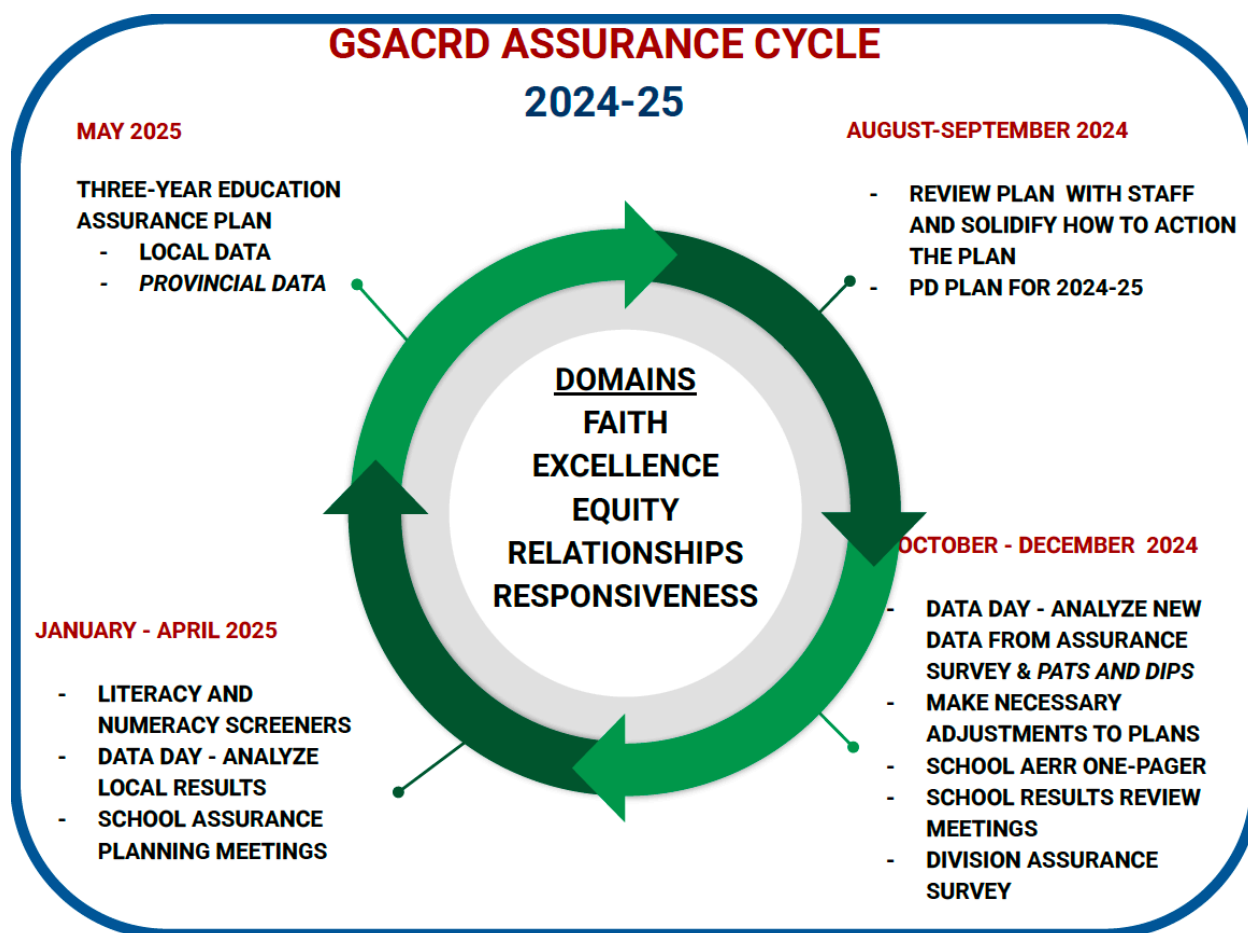 GSACRD ASSURANCE CYCLE
2024-25
MAY 2025
THREE-YEAR EDUCATION
ASSURANCE PLAN
- LOCAL DATA
- PROVINCIAL DATA
AUGUST-SEPTEMBER 2024
- REVIEW PLAN WITH STAFF
AND SOLIDIFY HOW TO ACTION
THE PLAN
- PD PLAN FOR 2024-25
DOMAINS
FAITH
EXCELLENCE
EQUITY
RELATIONSHIPS
RESPONSIVENESS
OCTOBER - DECEMBER 2024
- DATA DAY - ANALYZE NEW
DATA FROM ASSURANCE
SURVEY & PATS AND DIPS
- MAKE NECESSARY
ADJUSTMENTS TO PLANS
- SCHOOL AERR ONE-PAGER
- SCHOOL RESULTS REVIEW
MEETINGS
- DIVISION ASSURANCE
SURVEY
JANUARY - APRIL 2025
- LITERACY AND
NUMERACY SCREENERS
- DATA DAY - ANALYZE
LOCAL RESULTS
- SCHOOL ASSURANCE
PLANNING MEETINGS